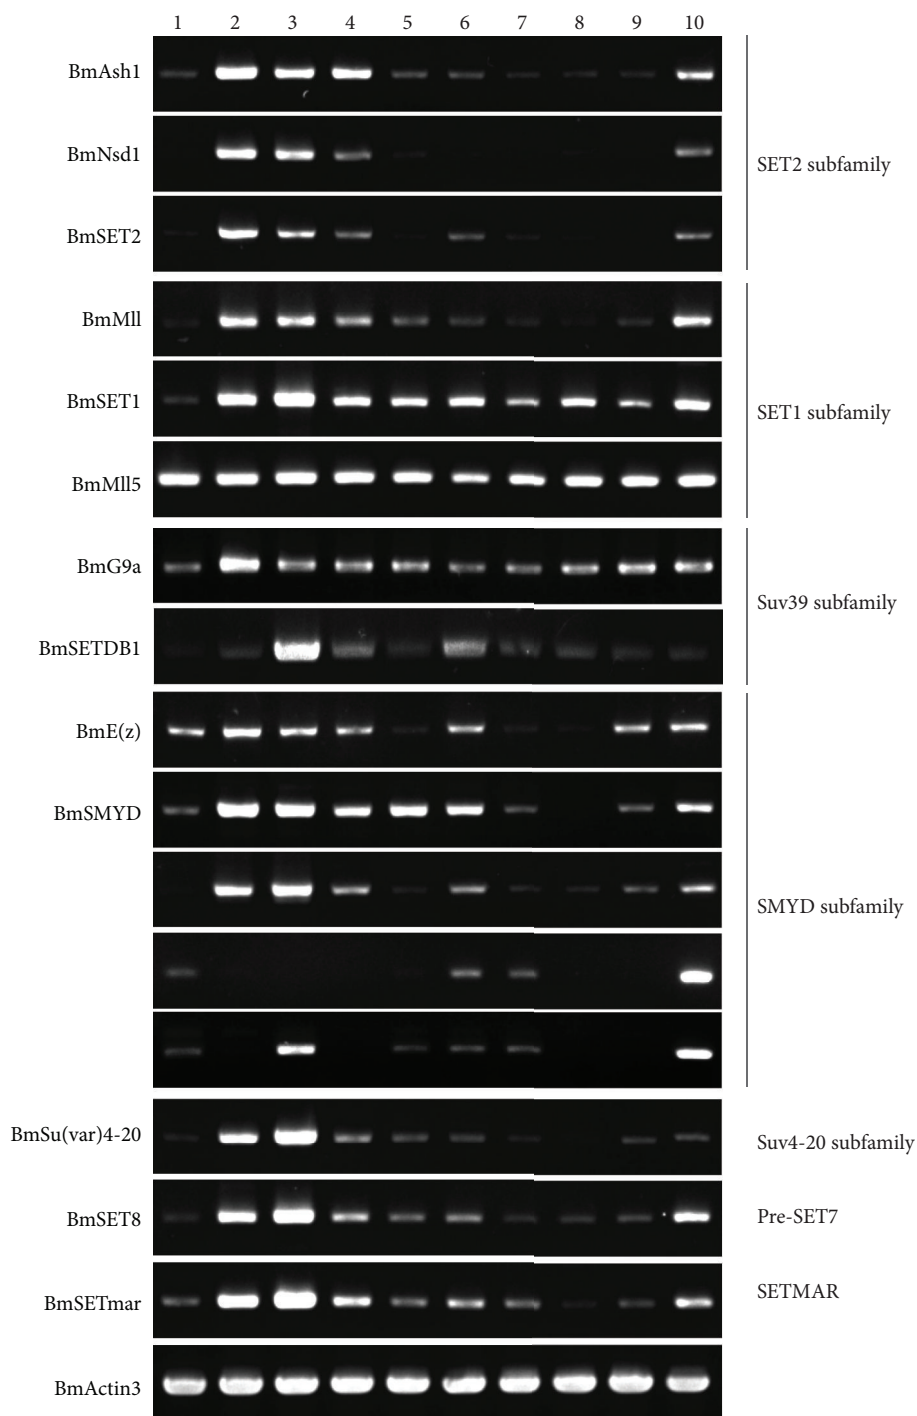 1 2 3 4 5 6 7 8 9 10
BmAsh1
BmNsd1
SET2 subfamily
BmSET2
BmMll
BmSET1
SET1 subfamily
BmMll5
BmG9a
Suv39 subfamily
BmSETDB1
BmE(z)
BmSMYD
SMYD subfamily
BmSu(var)4-20
Suv4-20 subfamily
BmSET8
Pre-SET7
BmSETmar
SETMAR
BmActin3